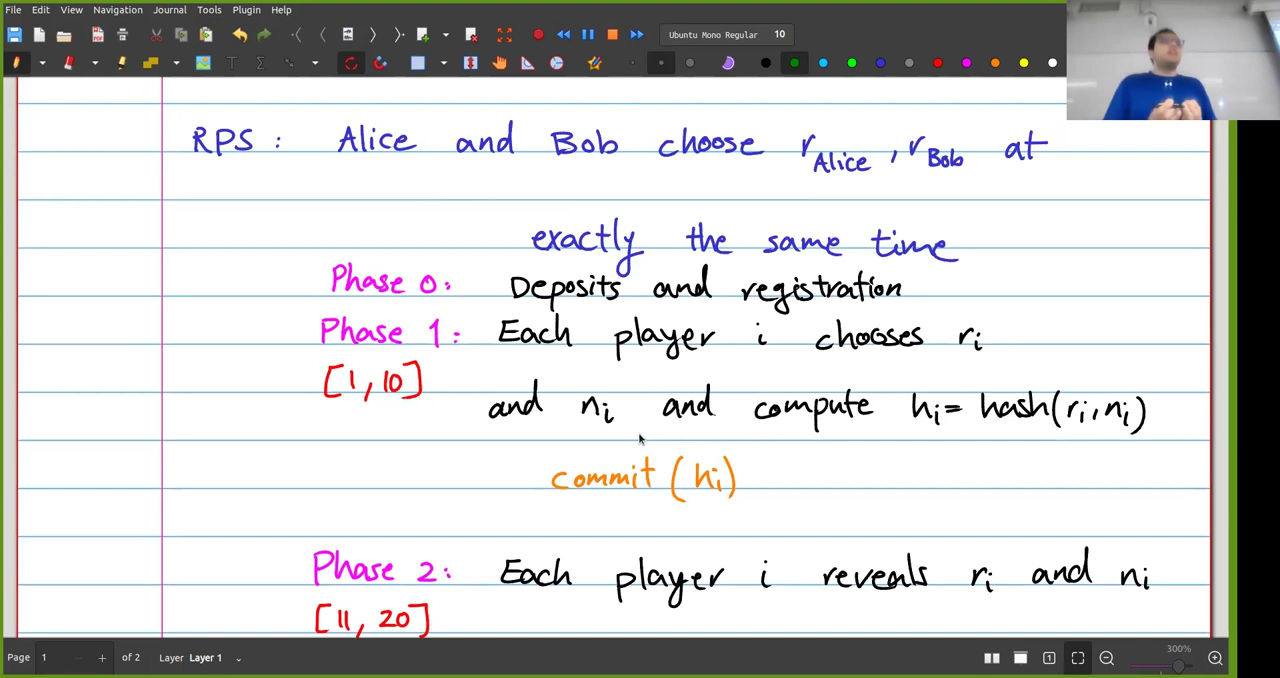 File Edit View Navigation Journal Tools Plugin Help
Ubuntu Mono Regular 10
RPS : Alice and Bob choose r_Alice , r_Bob at
exactly the same time
Phase 0: Deposits and registration
Phase 1: Each player i chooses r_i
[1, 10]
and n_i and compute h_i = hash(r_i, n_i)
commit (h_i)
Phase 2: Each player i reveals r_i and n_i
[11, 20]
Page 1 of 2 Layer Layer 1 300%